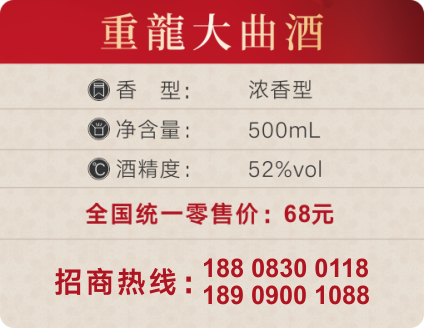 重龍大曲酒
香 型： 浓香型
净含量： 500mL
℃ 酒精度： 52%vol
全国统一零售价：68元
招商热线：188 0830 0118
189 0900 1088